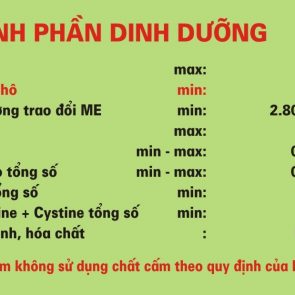 NH PHẦN DINH DƯỠNG
max:
hô min:
ng trao đổi ME min: 2.80
max:
min - max: 0
o tổng số min - max: 0
ổng số min:
ine + Cystine tổng số min:
inh, hóa chất :
m không sử dụng chất cấm theo quy định của